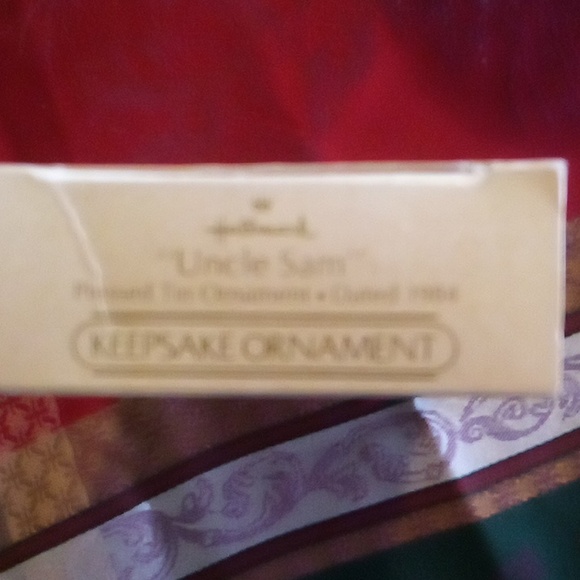 Hallmark
"Uncle Sam"
Pressed Tin Ornament • Dated 1984
KEEPSAKE ORNAMENT